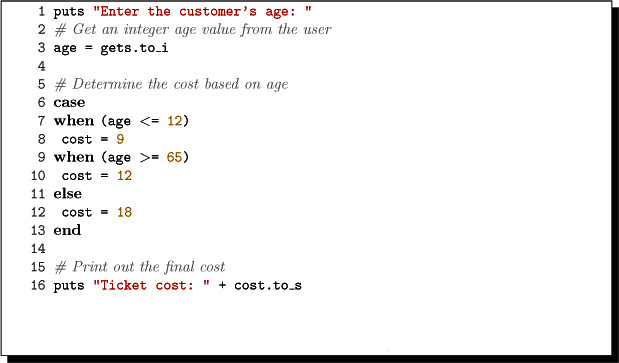 1 puts "Enter the customer's age: "
2 # Get an integer age value from the user
3 age = gets.to_i
4
5 # Determine the cost based on age
6 case
7 when (age <= 12)
8 cost = 9
9 when (age >= 65)
10 cost = 12
11 else
12 cost = 18
13 end
14
15 # Print out the final cost
16 puts "Ticket cost: " + cost.to_s